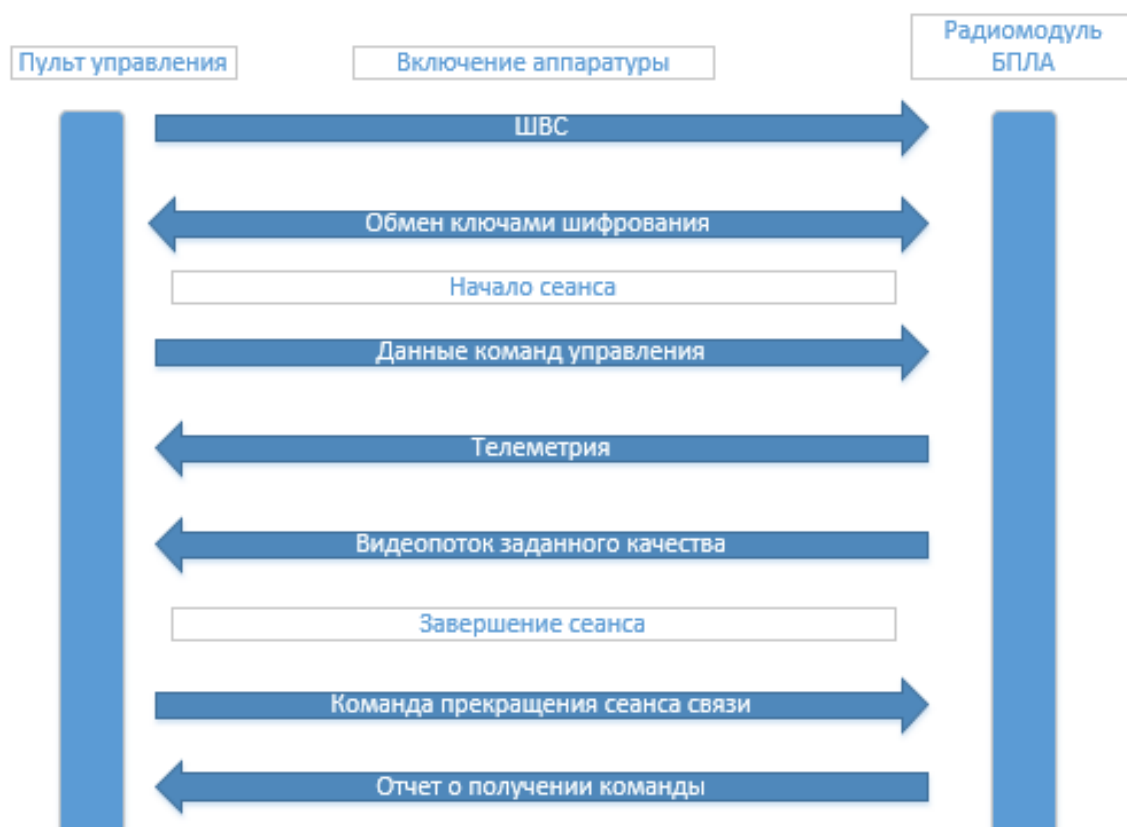 Пульт управления
Включение аппаратуры
Радиомодуль
БПЛА
ШВС
Обмен ключами шифрования
Начало сеанса
Данные команд управления
Телеметрия
Видеопоток заданного качества
Завершение сеанса
Команда прекращения сеанса связи
Отчет о получении команды